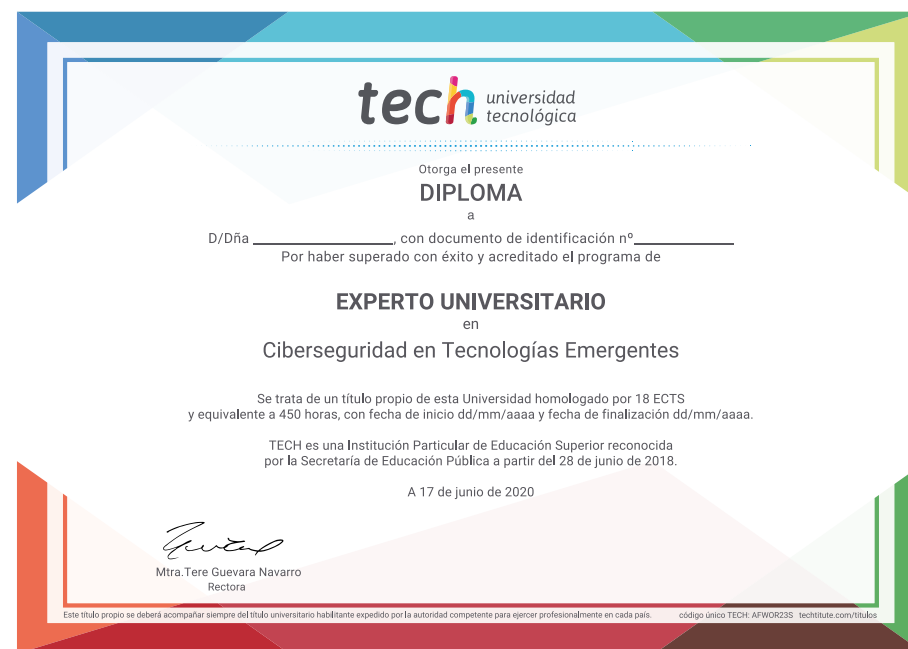 tech universidad
tecnológica
Otorga el presente
DIPLOMA
a
D/Dña ____________, con documento de identificación nº____________
Por haber superado con éxito y acreditado el programa de
EXPERTO UNIVERSITARIO
en
Ciberseguridad en Tecnologías Emergentes
Se trata de un título propio de esta Universidad homologado por 18 ECTS
y equivalente a 450 horas, con fecha de inicio dd/mm/aaaa y fecha de finalización dd/mm/aaaa.
TECH es una Institución Particular de Educación Superior reconocida
por la Secretaría de Educación Pública a partir del 28 de junio de 2018.
A 17 de junio de 2020
Mtra.Tere Guevara Navarro
Rectora
Este título propio se deberá acompañar siempre del título universitario habilitante expedido por la autoridad competente para ejercer profesionalmente en cada país. código único TECH: AFWOR23S techtitute.com/titulos